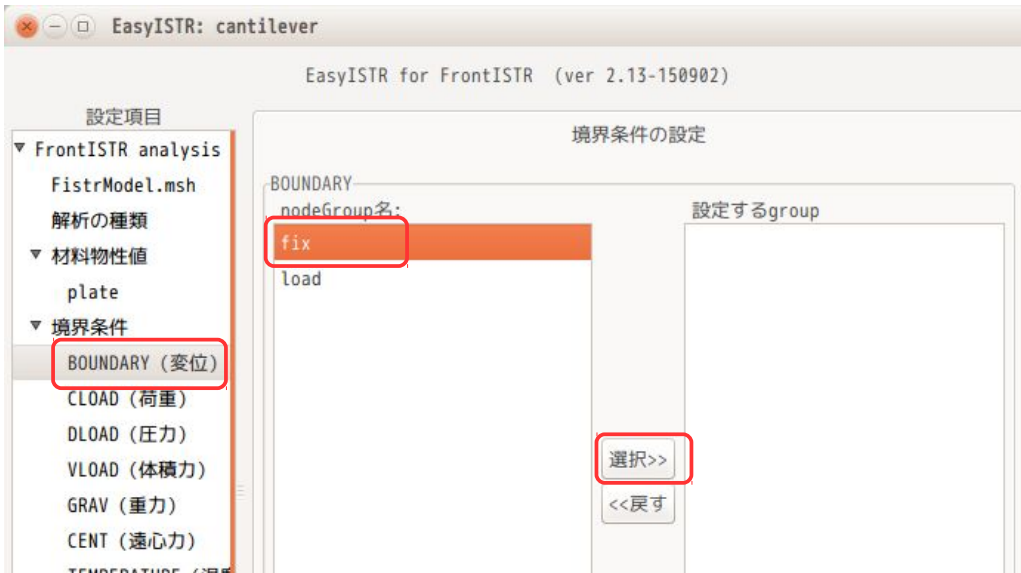 EasyISTR: cantilever
EasyISTR for FrontISTR (ver 2.13-150902)
設定項目
FrontISTR analysis
FistrModel.msh
解析の種類
材料物性値
plate
境界条件
BOUNDARY (変位)
CLOAD (荷重)
DLOAD (圧力)
VLOAD (体積力)
GRAV (重力)
CENT (遠心力)
境界条件の設定
BOUNDARY
nodeGroup名:
fix
load
選択>>
<<戻す
設定するgroup